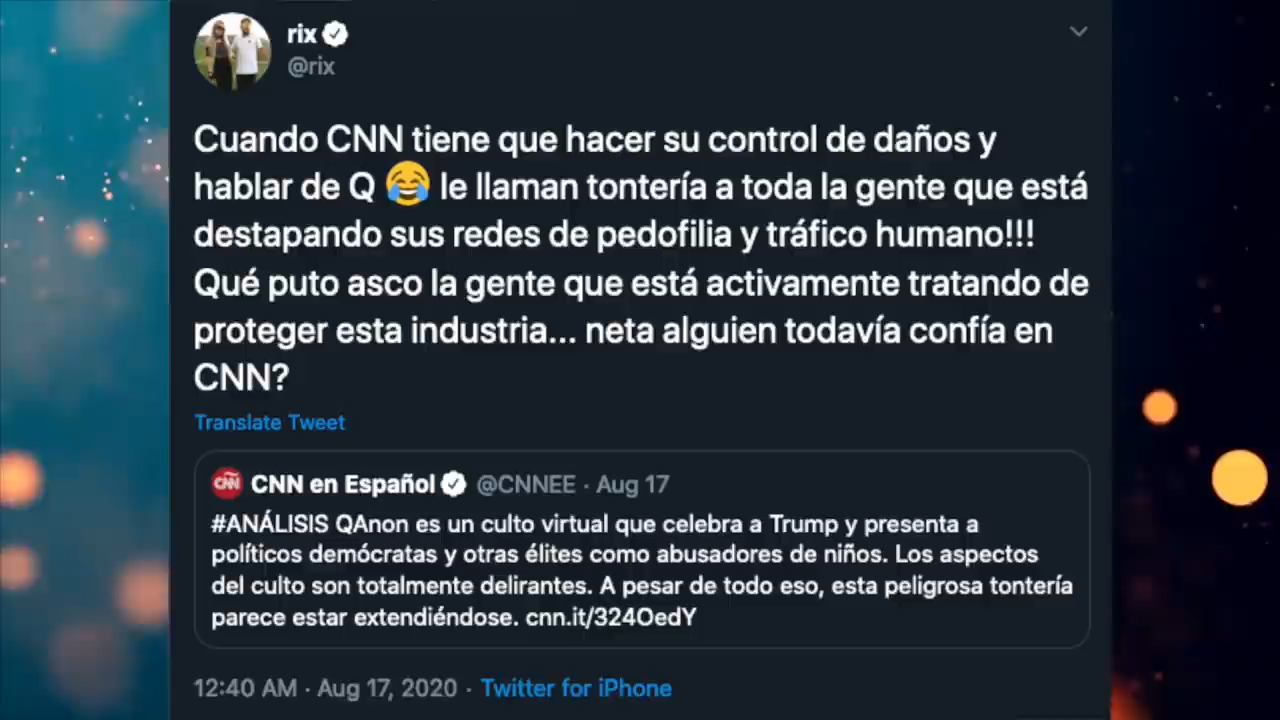 rix
@rix
Cuando CNN tiene que hacer su control de daños y
hablar de Q 😂 le llaman tontería a toda la gente que está
destapando sus redes de pedofilia y tráfico humano!!!
Qué puto asco la gente que está activamente tratando de
proteger esta industria... neta alguien todavía confía en
CNN?
Translate Tweet
CNN CNN en Español @CNNEE · Aug 17
#ANÁLISIS QAnon es un culto virtual que celebra a Trump y presenta a
políticos demócratas y otras élites como abusadores de niños. Los aspectos
del culto son totalmente delirantes. A pesar de todo eso, esta peligrosa tontería
parece estar extendiéndose. cnn.it/324OedY
12:40 AM · Aug 17, 2020 · Twitter for iPhone